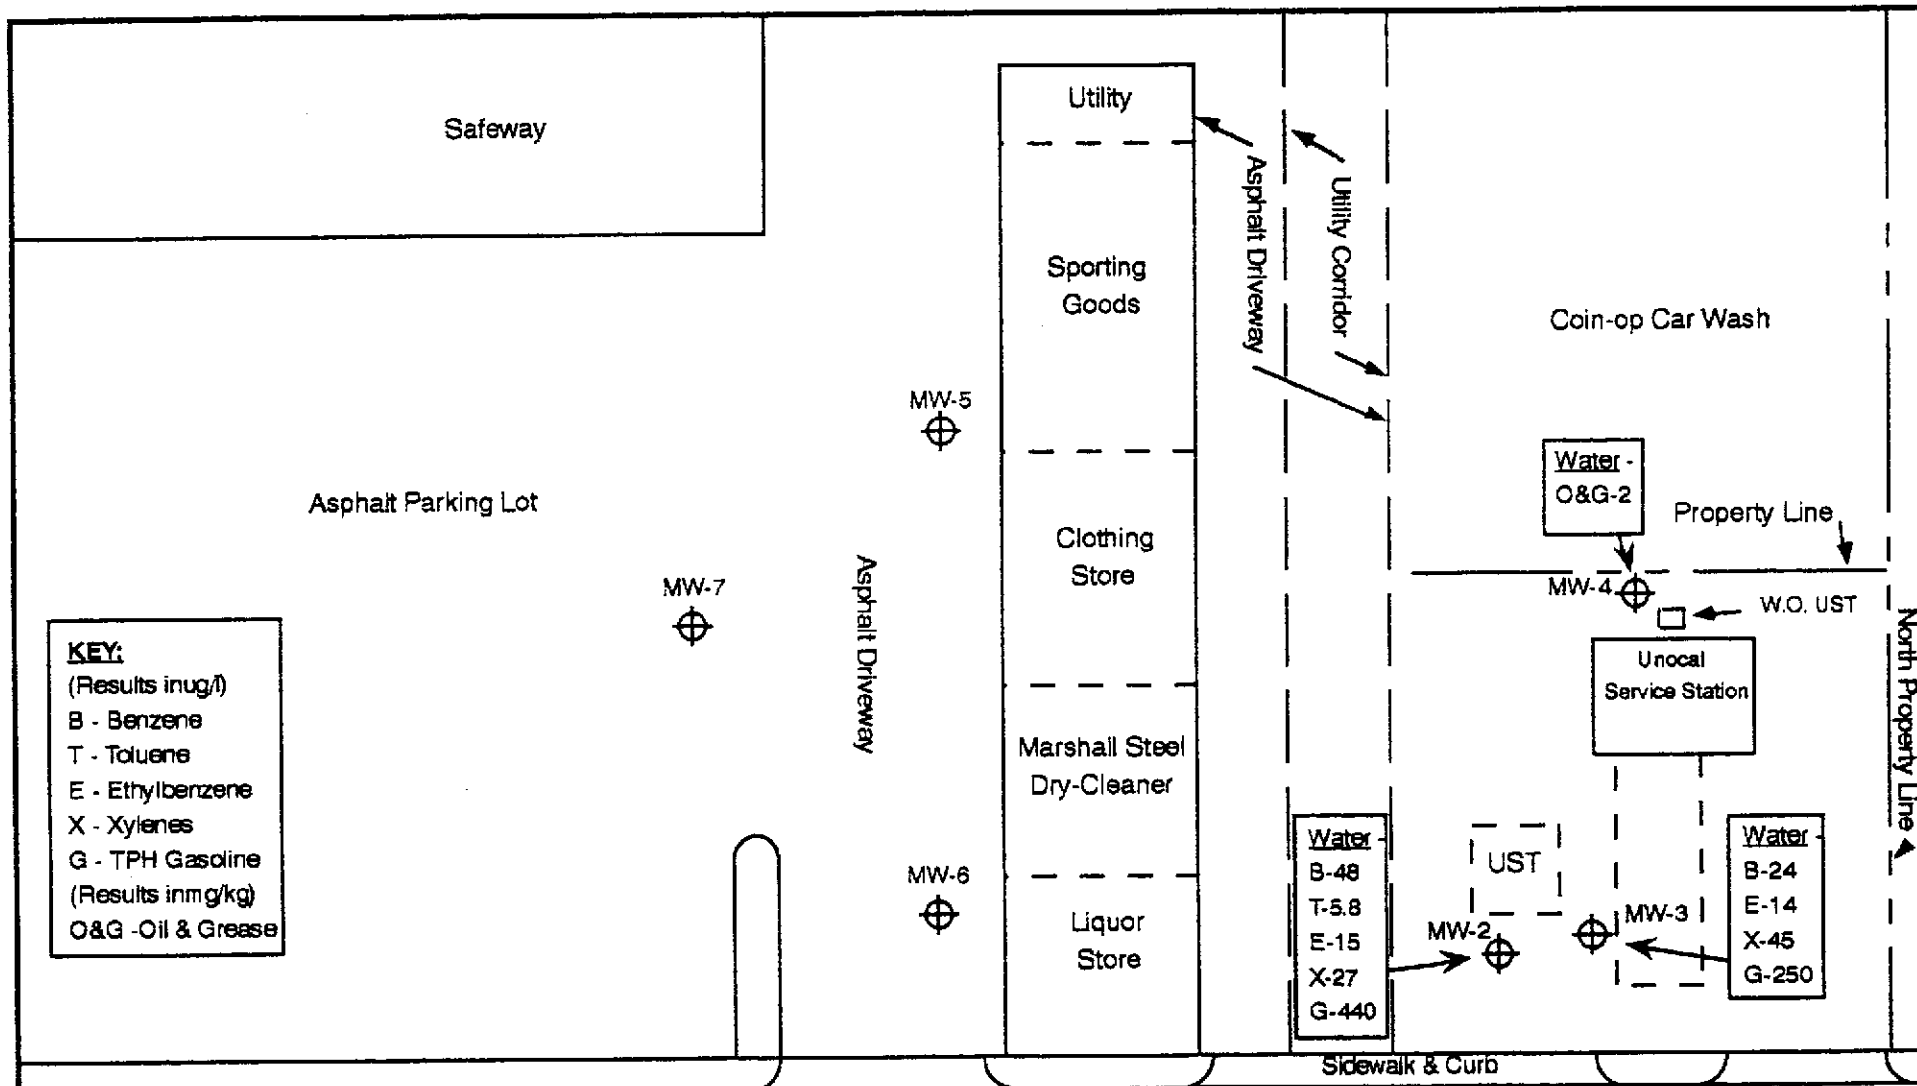 Safeway
Utility
Sporting
Goods
Asphalt Driveway
Utility Corridor
Coin-op Car Wash
MW-5
Asphalt Parking Lot
Clothing
Store
Water -
O&G-2
Property Line
MW-4
W.O. UST
MW-7
Asphalt Driveway
Unocal
Service Station
North Property Line
KEY:
(Results inug/l)
B - Benzene
T - Toluene
E - Ethylbenzene
X - Xylenes
G - TPH Gasoline
(Results inmg/kg)
O&G -Oil & Grease
Marshall Steel
Dry-Cleaner
MW-6
Liquor
Store
Water -
B-48
T-5.8
E-15
X-27
G-440
UST
MW-2
MW-3
Water -
B-24
E-14
X-45
G-250
Sidewalk & Curb